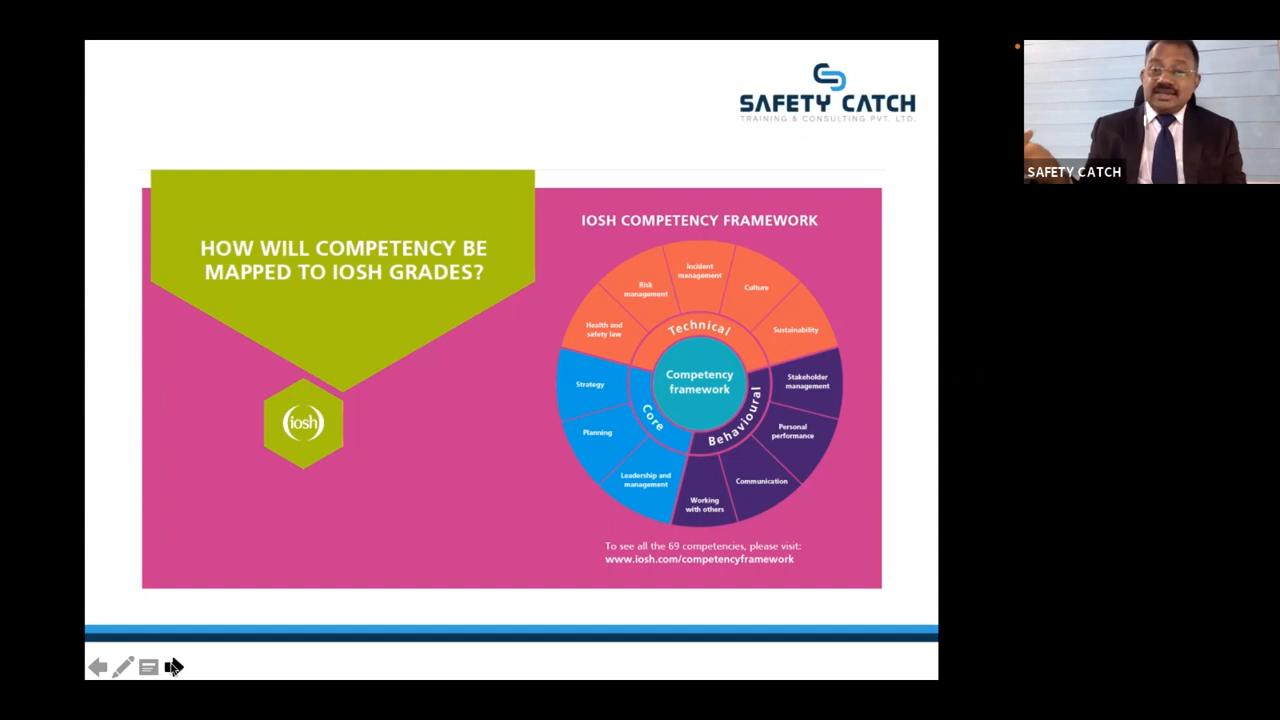 SAFETY CATCH
TRAINING & CONSULTING PVT. LTD.
SAFETY CATCH
HOW WILL COMPETENCY BE
MAPPED TO IOSH GRADES?
iosh
IOSH COMPETENCY FRAMEWORK
Incident
management
Risk
management
Culture
Health and
safety law
Sustainability
Technical
Competency
framework
Strategy
Stakeholder
management
Core
Behavioural
Planning
Personal
performance
Leadership and
management
Communication
Working
with others
To see all the 69 competencies, please visit:
www.iosh.com/competencyframework